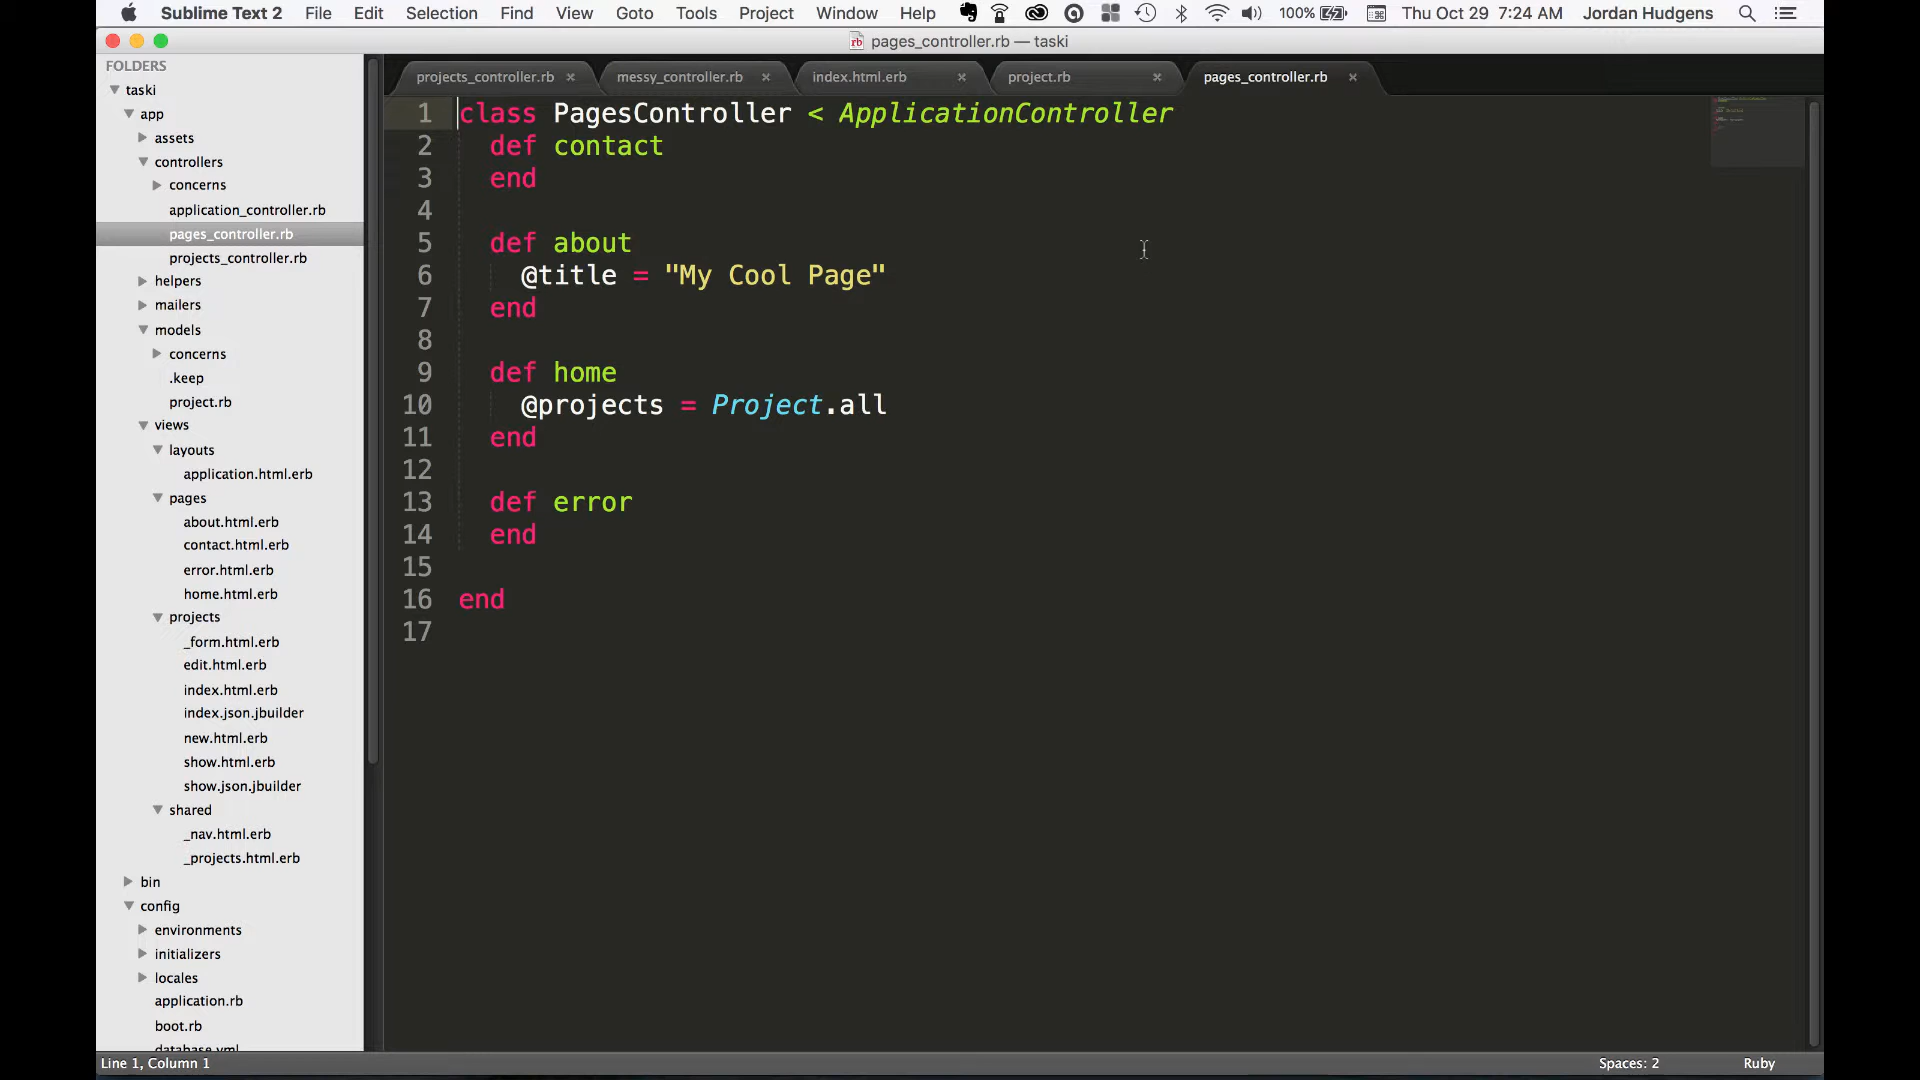 Sublime Text 2 File Edit Selection Find View Goto Tools Project Window Help 100% Thu Oct 29 7:24 AM Jordan Hudgens
pages_controller.rb — taski
FOLDERS
taski
app
assets
controllers
concerns
application_controller.rb
pages_controller.rb
projects_controller.rb
helpers
mailers
models
concerns
.keep
project.rb
views
layouts
application.html.erb
pages
about.html.erb
contact.html.erb
error.html.erb
home.html.erb
projects
_form.html.erb
edit.html.erb
index.html.erb
index.json.jbuilder
new.html.erb
show.html.erb
show.json.jbuilder
shared
_nav.html.erb
_projects.html.erb
bin
config
environments
initializers
locales
application.rb
boot.rb
database.yml
projects_controller.rb × messy_controller.rb × index.html.erb × project.rb × pages_controller.rb ×
1 class PagesController < ApplicationController
2 def contact
3 end
4
5 def about
6 @title = "My Cool Page"
7 end
8
9 def home
10 @projects = Project.all
11 end
12
13 def error
14 end
15
16 end
17
Line 1, Column 1 Spaces: 2 Ruby